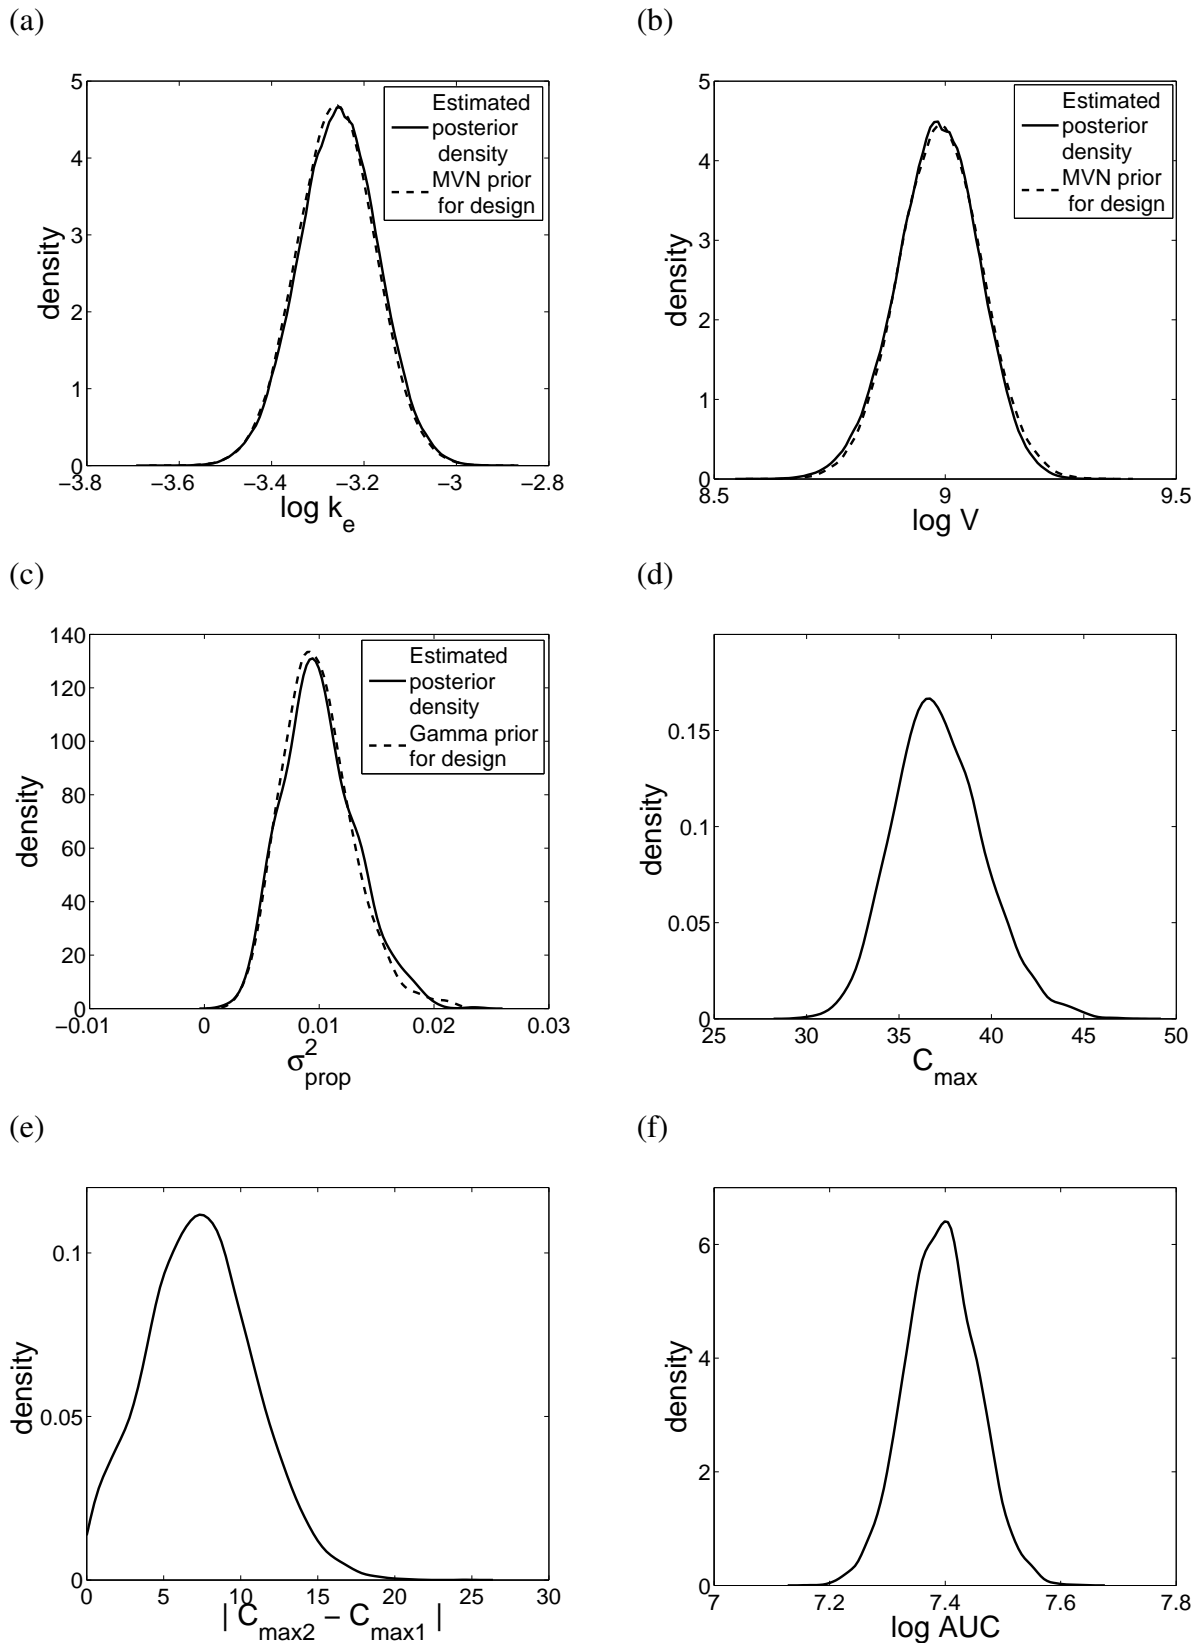 (a)
5
4
3
2
1
0
−3.8
−3.6
−3.4
−3.2
−3
−2.8
density
log k_e
Estimated
posterior
density
MVN prior
for design
(b)
5
4
3
2
1
0
8.5
9
9.5
density
log V
Estimated
posterior
density
MVN prior
for design
(c)
140
120
100
80
60
40
20
0
−0.01
0
0.01
0.02
0.03
density
σ²_prop
Estimated
posterior
density
Gamma prior
for design
(d)
0.15
0.1
0.05
0
25
30
35
40
45
50
density
C_max
(e)
0.1
0.05
0
0
5
10
15
20
25
30
density
| C_max2 − C_max1 |
(f)
6
4
2
0
7
7.2
7.4
7.6
7.8
density
log AUC